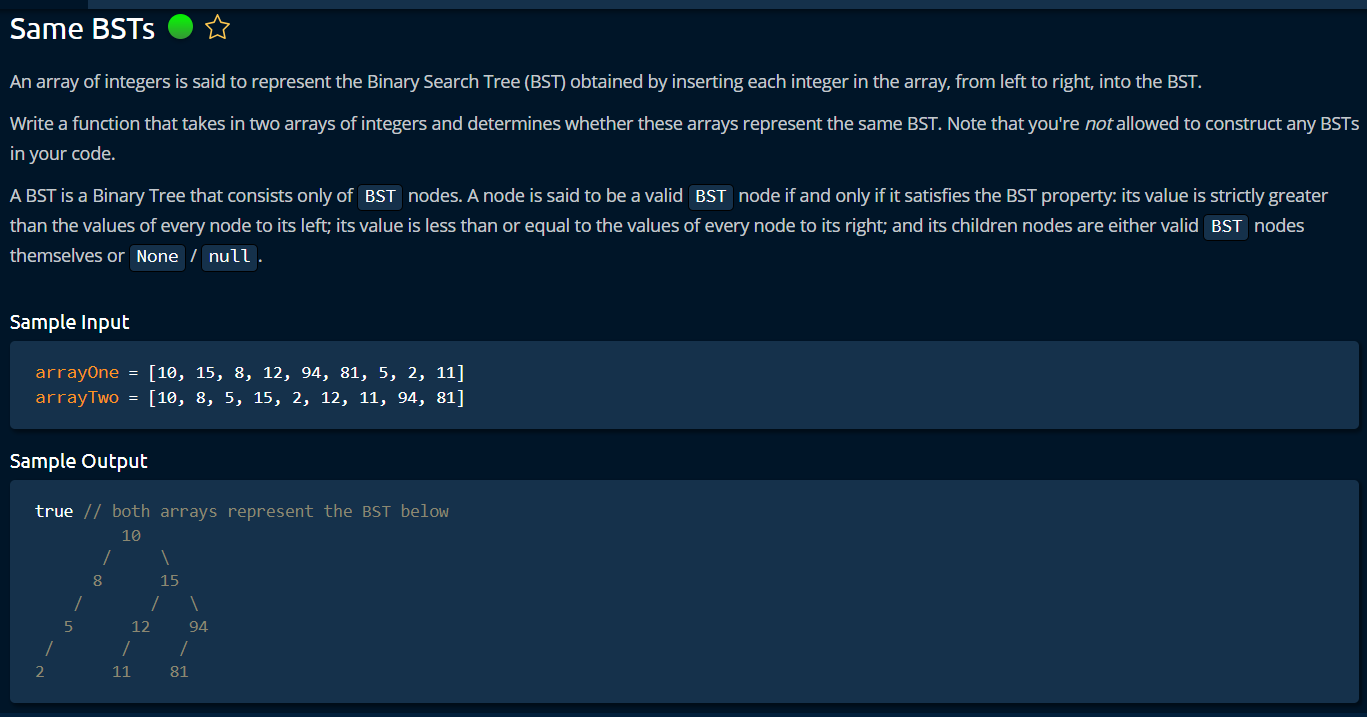 Same BSTs
An array of integers is said to represent the Binary Search Tree (BST) obtained by inserting each integer in the array, from left to right, into the BST.
Write a function that takes in two arrays of integers and determines whether these arrays represent the same BST. Note that you're not allowed to construct any BSTs
in your code.
A BST is a Binary Tree that consists only of BST nodes. A node is said to be a valid BST node if and only if it satisfies the BST property: its value is strictly greater
than the values of every node to its left; its value is less than or equal to the values of every node to its right; and its children nodes are either valid BST nodes
themselves or None / null.
Sample Input
arrayOne = [10, 15, 8, 12, 94, 81, 5, 2, 11]
arrayTwo = [10, 8, 5, 15, 2, 12, 11, 94, 81]
Sample Output
true // both arrays represent the BST below
         10
       /     \
      8      15
    /       /   \
   5      12    94
 /       /     /
2       11    81